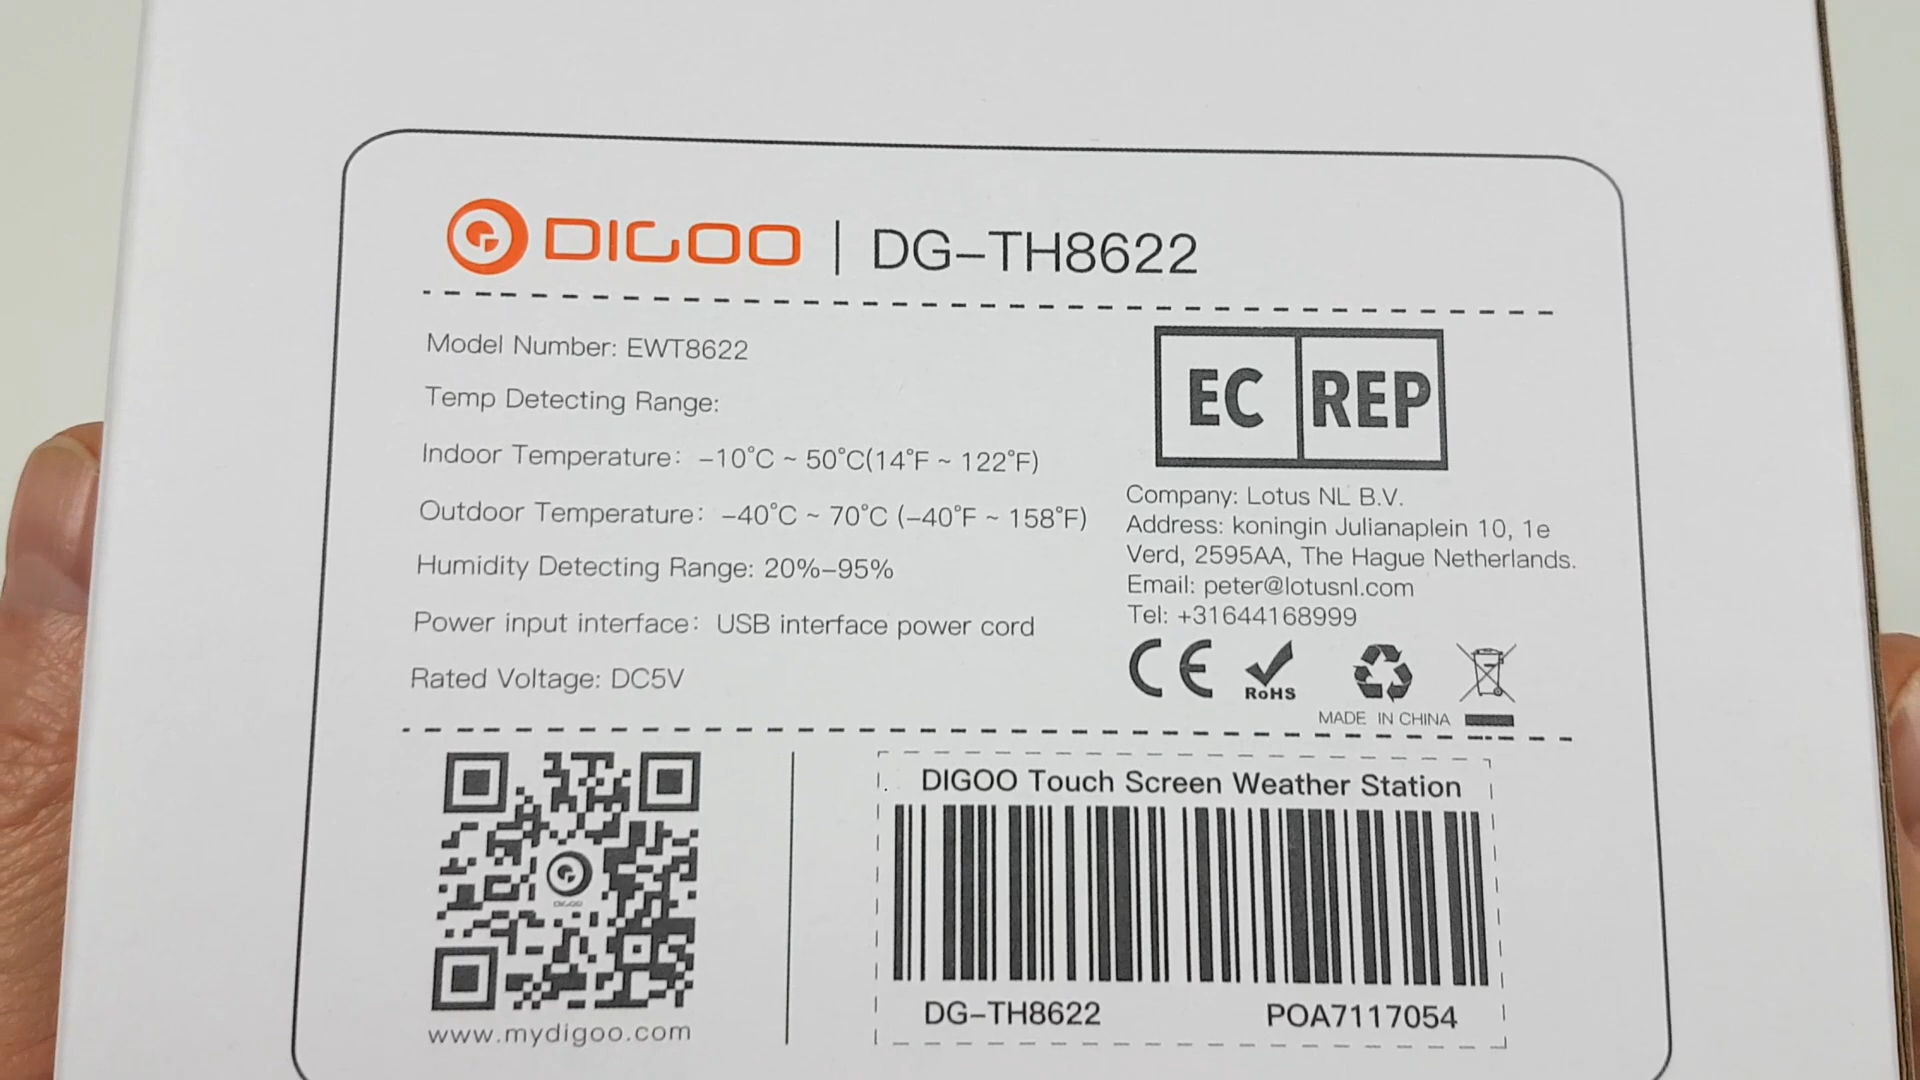 DIGOO | DG-TH8622
Model Number: EWT8622
Temp Detecting Range:
Indoor Temperature: -10°C ~ 50°C(14°F ~ 122°F)
Outdoor Temperature: -40°C ~ 70°C (-40°F ~ 158°F)
Humidity Detecting Range: 20%-95%
Power input interface: USB interface power cord
Rated Voltage: DC5V
EC REP
Company: Lotus NL B.V.
Address: koningin Julianaplein 10, 1e
Verd, 2595AA, The Hague Netherlands.
Email: peter@lotusnl.com
Tel: +31644168999
CE RoHS
MADE IN CHINA
DIGOO
www.mydigoo.com
DIGOO Touch Screen Weather Station
DG-TH8622 POA7117054